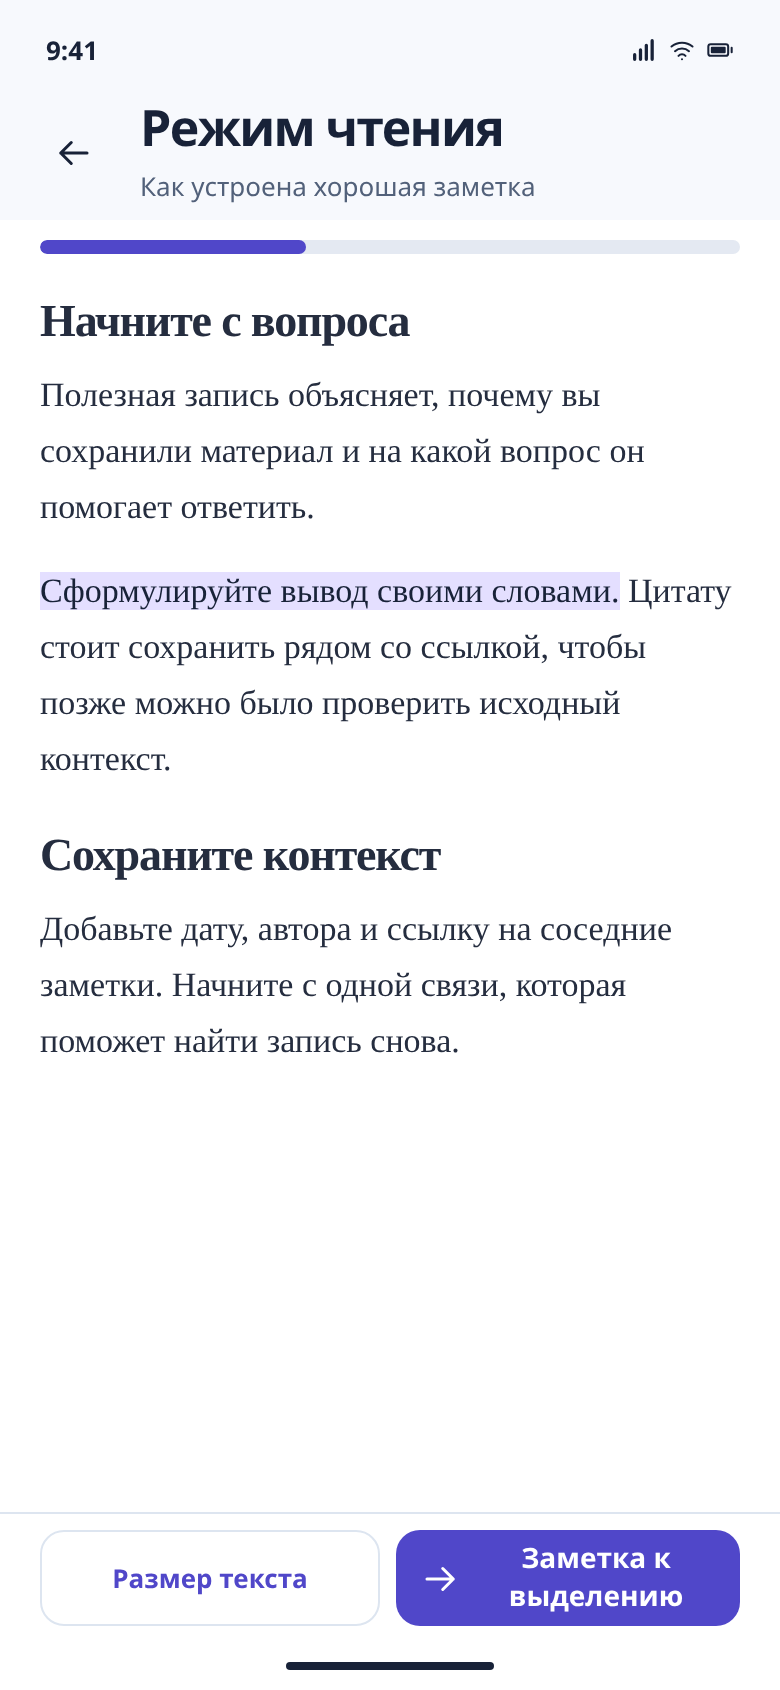 9:41
Режим чтения
Как устроена хорошая заметка
Начните с вопроса
Полезная запись объясняет, почему вы
сохранили материал и на какой вопрос он
помогает ответить.
Сформулируйте вывод своими словами. Цитату
стоит сохранить рядом со ссылкой, чтобы
позже можно было проверить исходный
контекст.
Сохраните контекст
Добавьте дату, автора и ссылку на соседние
заметки. Начните с одной связи, которая
поможет найти запись снова.
Размер текста
Заметка к
выделению